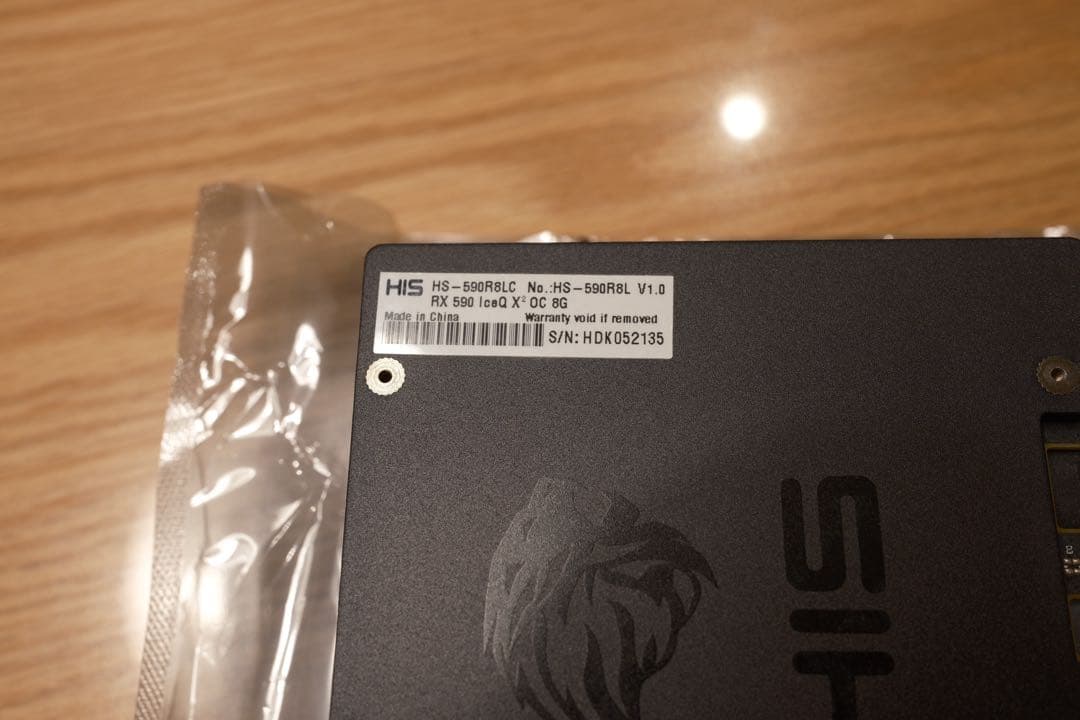 HIS HS-590R8LC No.:HS-590R8L V1.0
RX 590 IceQ X² OC 8G
Made in China Warranty void if removed
S/N: HDK052135
HIS